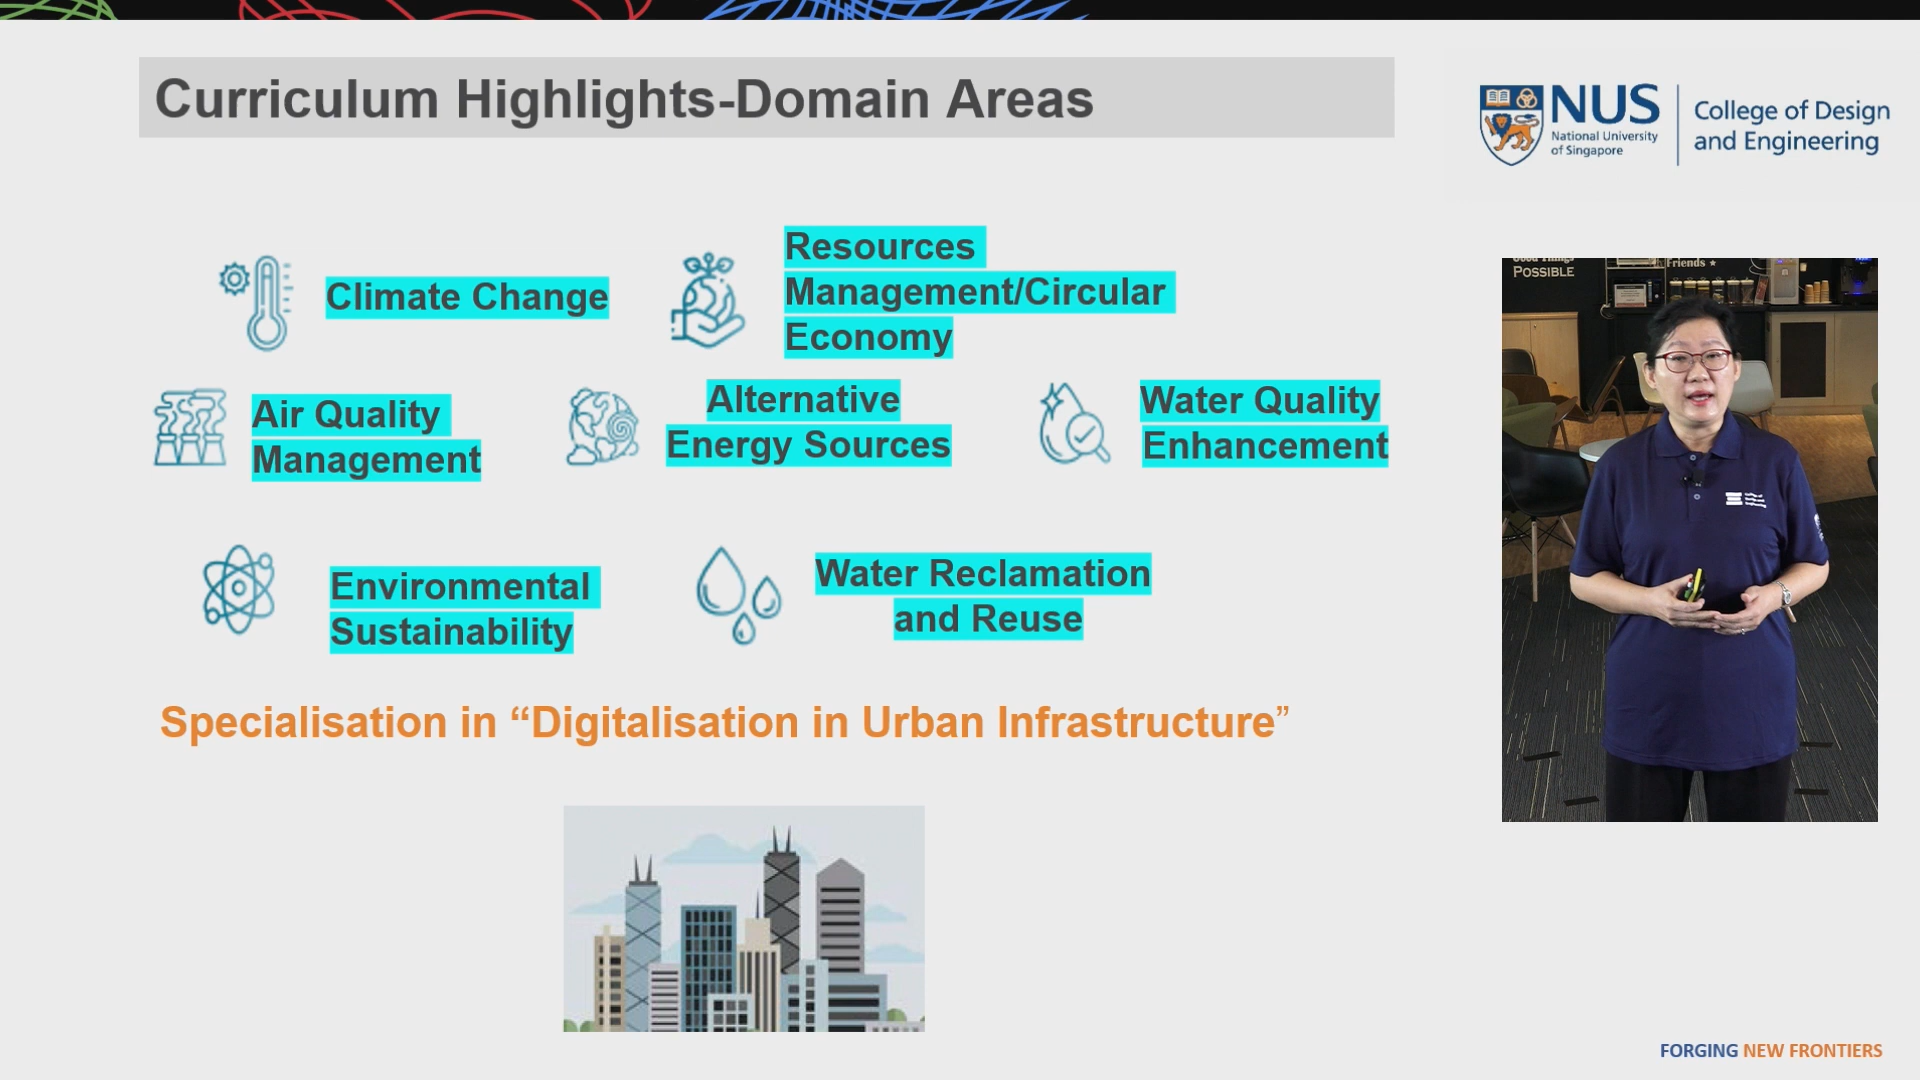 Curriculum Highlights-Domain Areas
NUS
National University
of Singapore
College of Design
and Engineering
Climate Change
Resources
Management/Circular
Economy
Air Quality
Management
Alternative
Energy Sources
Water Quality
Enhancement
Environmental
Sustainability
Water Reclamation
and Reuse
Specialisation in “Digitalisation in Urban Infrastructure”
POSSIBLE
Friends
FORGING NEW FRONTIERS